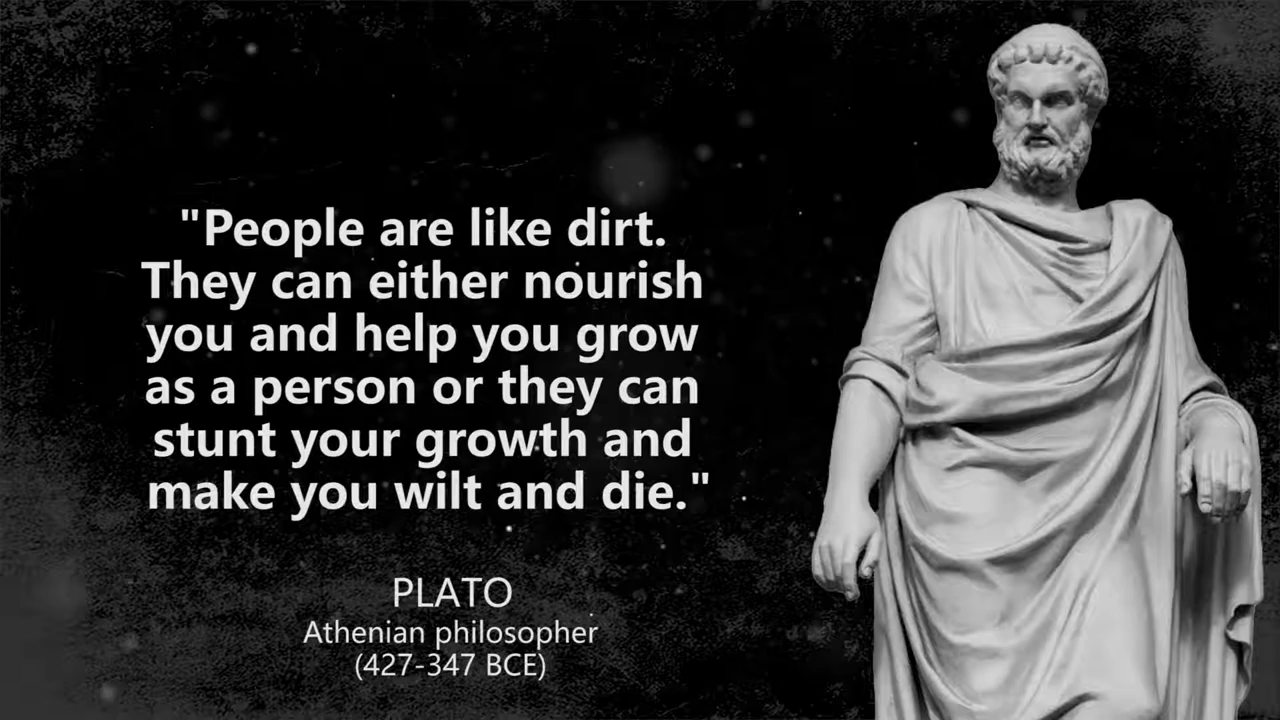 "People are like dirt.
They can either nourish
you and help you grow
as a person or they can
stunt your growth and
make you wilt and die."
PLATO
Athenian philosopher
(427-347 BCE)